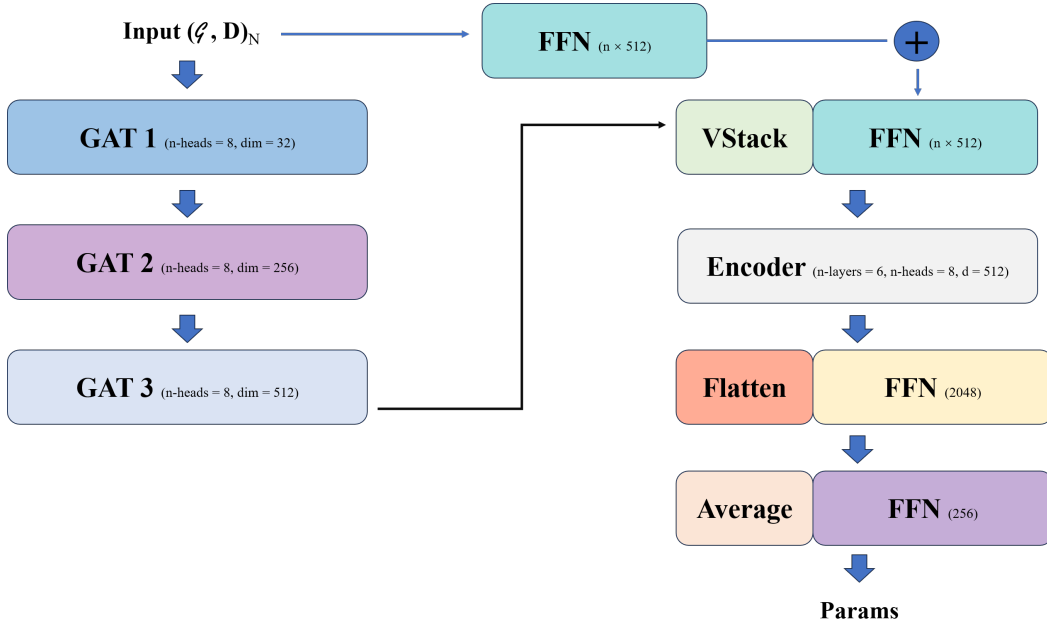 Input (𝒢, D)N
FFN (n × 512)
+
GAT 1 (n-heads = 8, dim = 32)
VStack
FFN (n × 512)
GAT 2 (n-heads = 8, dim = 256)
Encoder (n-layers = 6, n-heads = 8, d = 512)
GAT 3 (n-heads = 8, dim = 512)
Flatten
FFN (2048)
Average
FFN (256)
Params